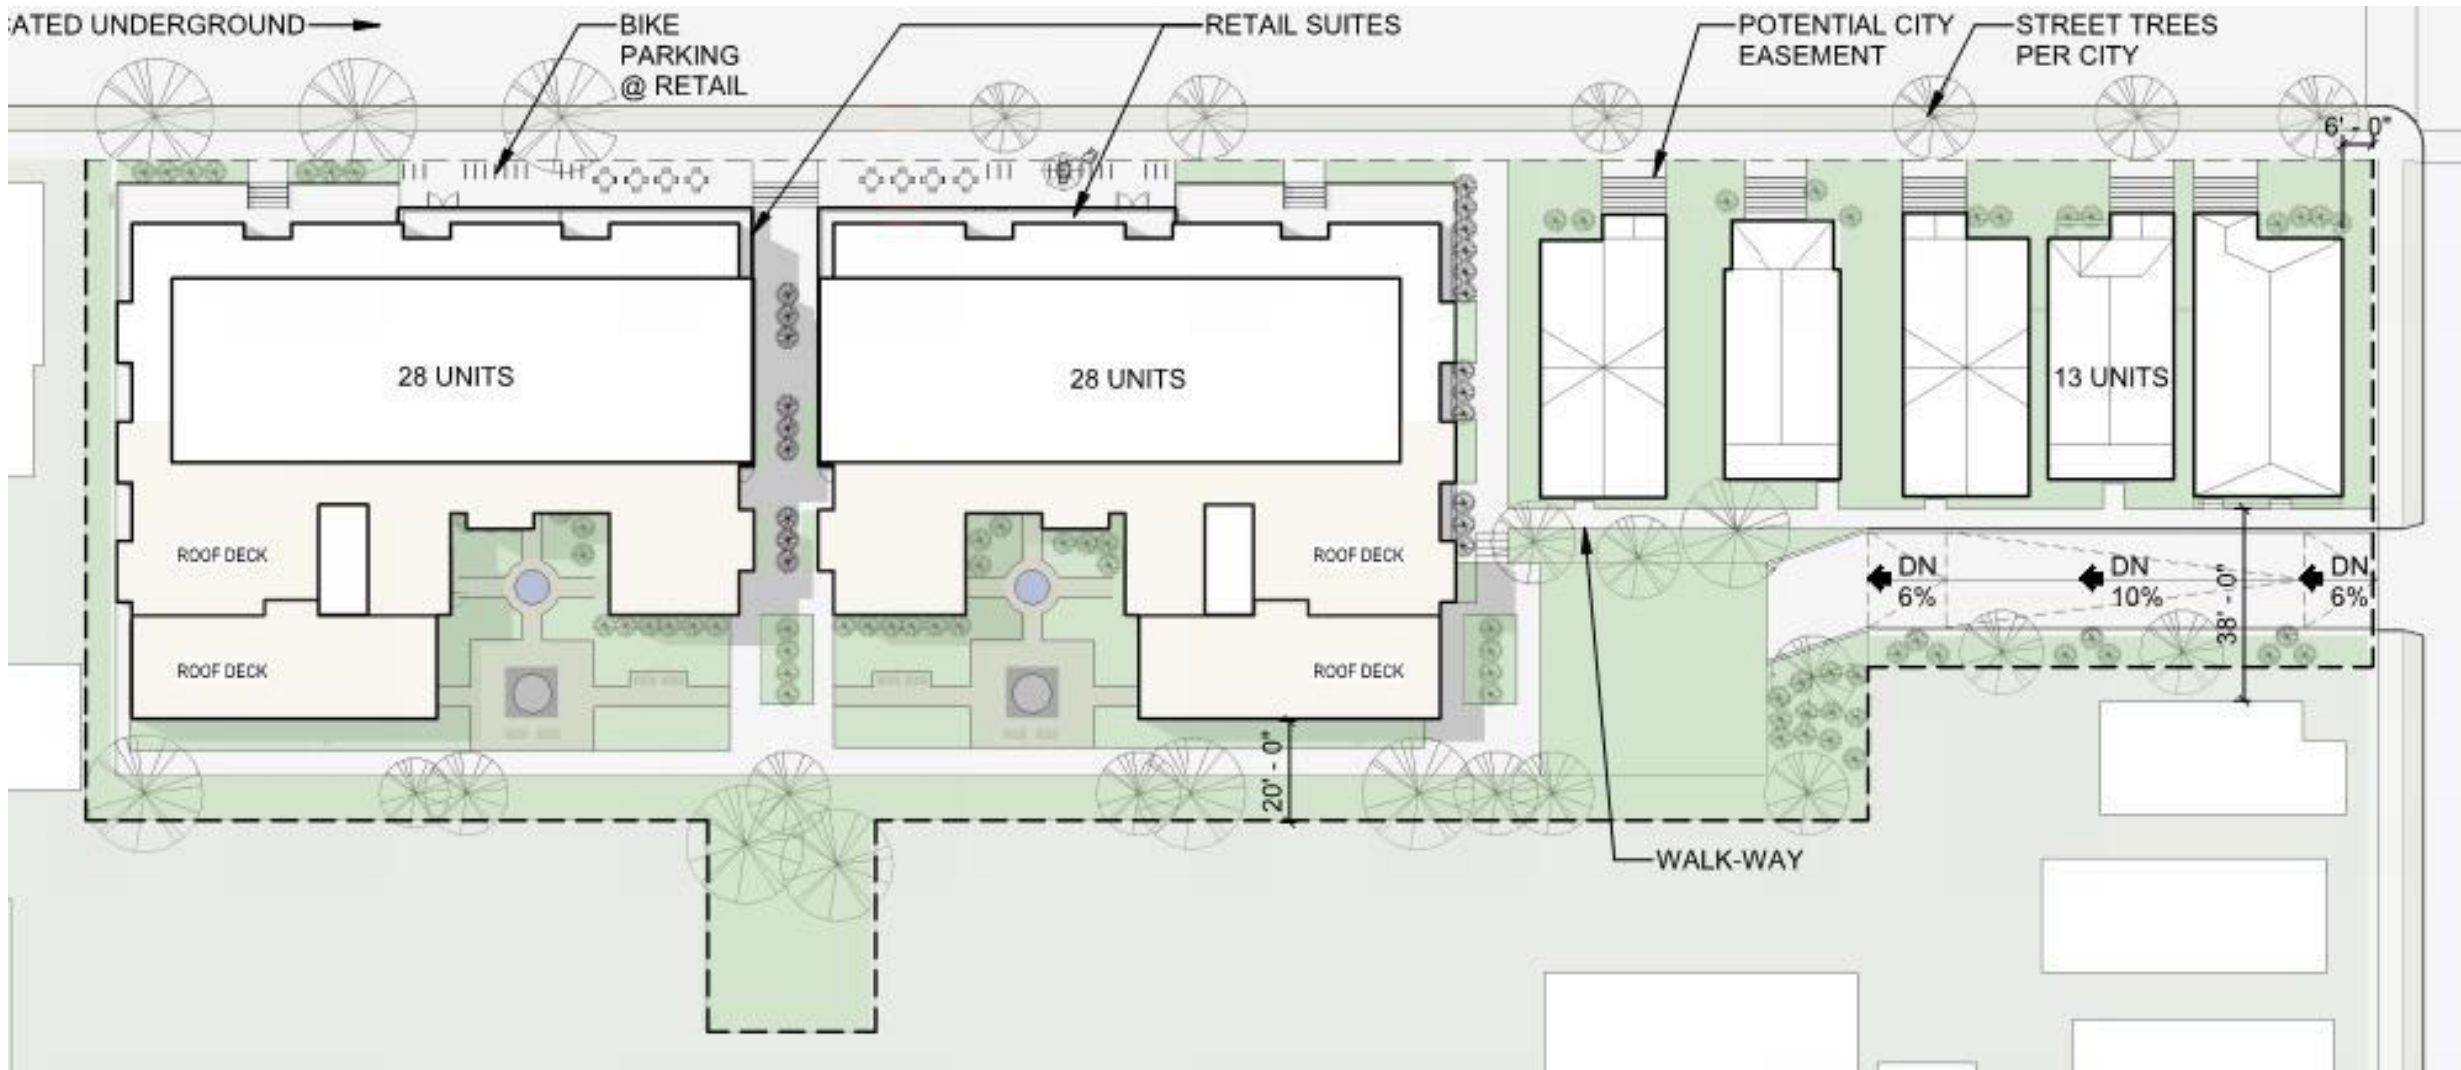 ATED UNDERGROUND
BIKE
PARKING
@ RETAIL
RETAIL SUITES
POTENTIAL CITY
EASEMENT
STREET TREES
PER CITY
6' - 0"
28 UNITS
28 UNITS
13 UNITS
ROOF DECK
ROOF DECK
DN
6%
DN
10%
DN
6%
38' - 0"
ROOF DECK
ROOF DECK
20' - 0"
WALK-WAY